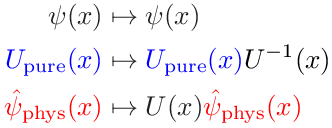 ψ(x) ↦ ψ(x)
U_pure(x) ↦ U_pure(x)U⁻¹(x)
ψ̂_phys(x) ↦ U(x)ψ̂_phys(x)